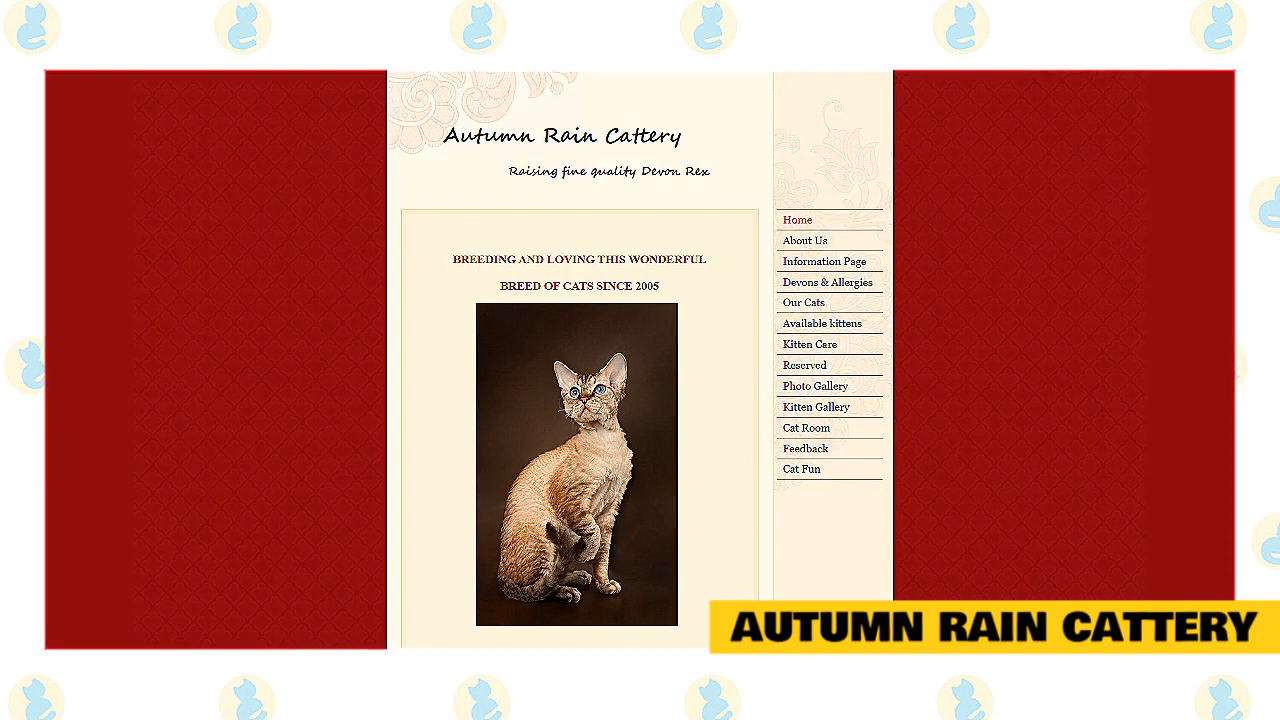 Autumn Rain Cattery
Raising fine quality Devon Rex
BREEDING AND LOVING THIS WONDERFUL
BREED OF CATS SINCE 2005
Home
About Us
Information Page
Devons & Allergies
Our Cats
Available kittens
Kitten Care
Reserved
Photo Gallery
Kitten Gallery
Cat Room
Feedback
Cat Fun
AUTUMN RAIN CATTERY